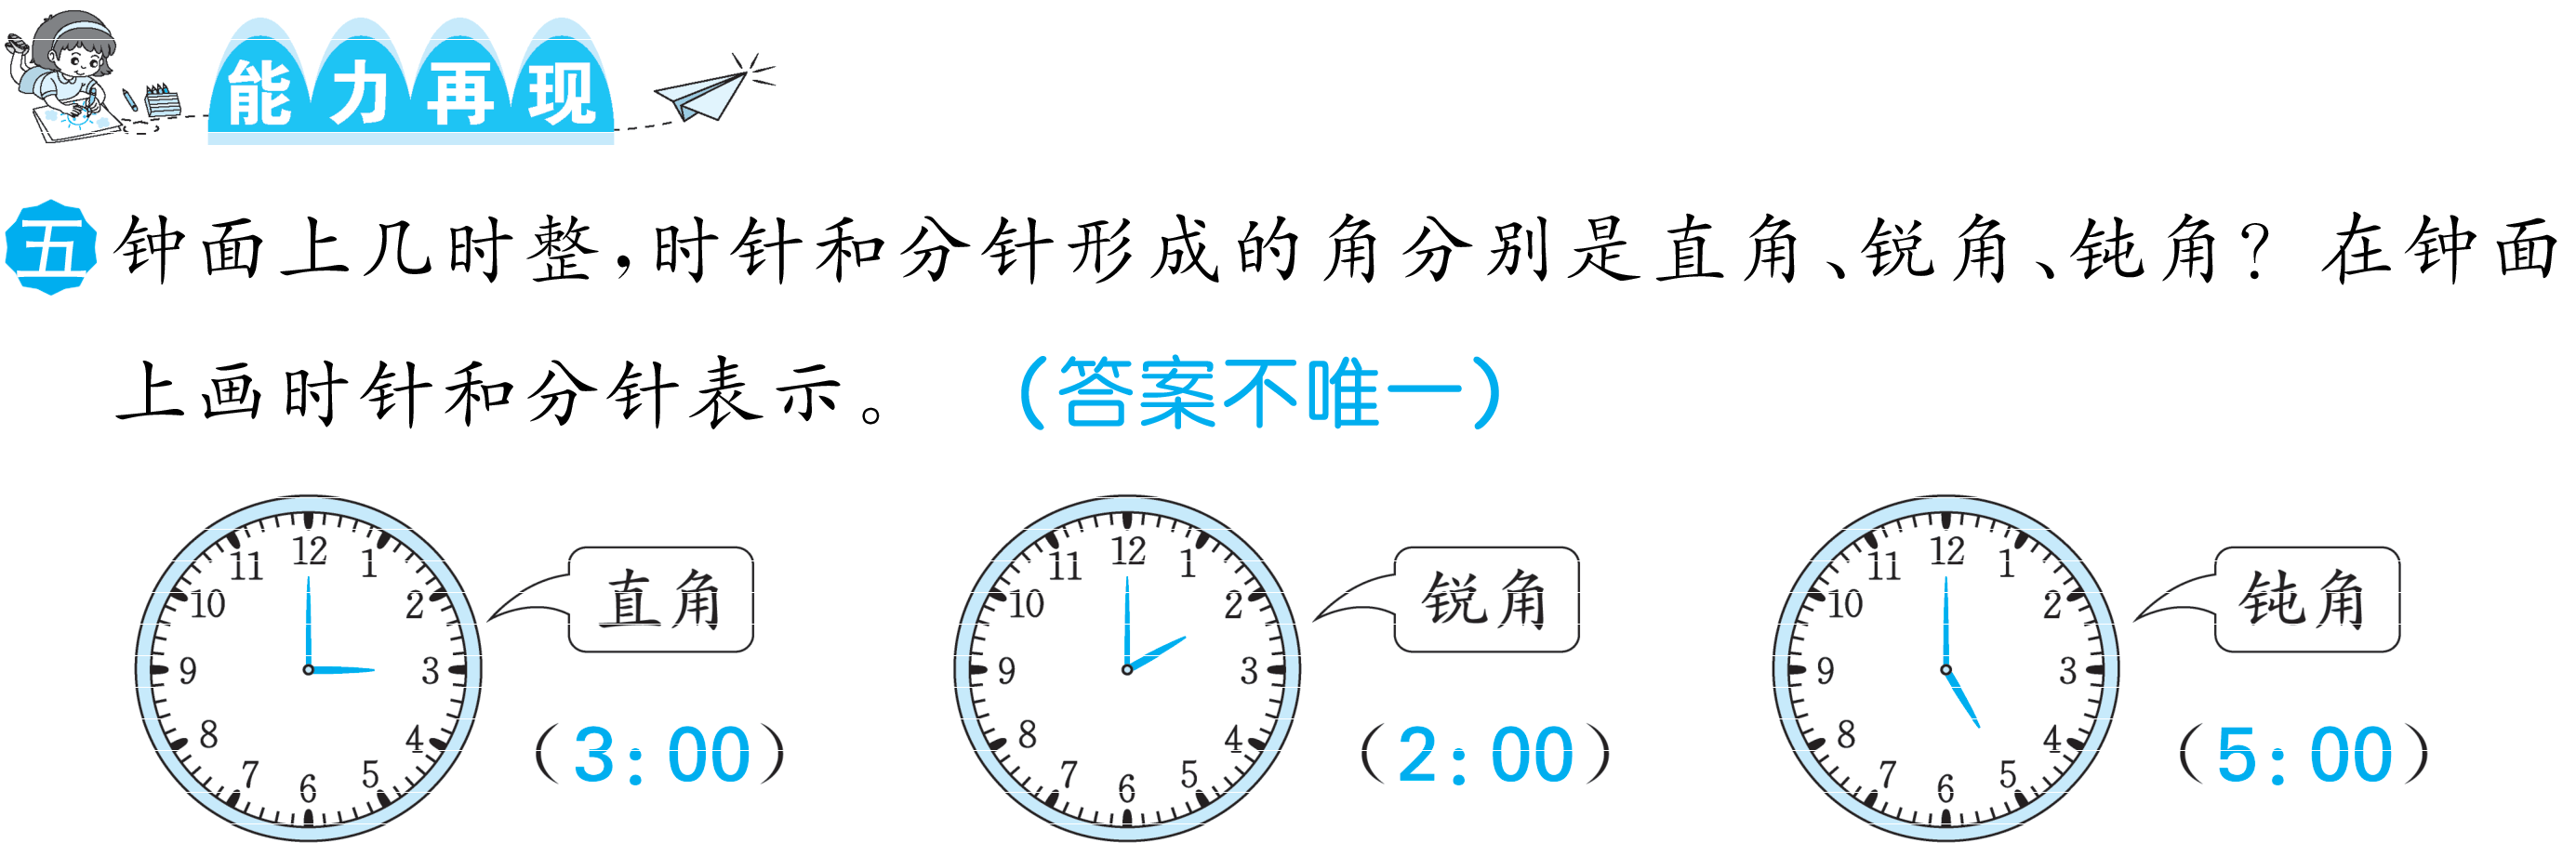 能力再现
五 钟面上几时整，时针和分针形成的角分别是直角、锐角、钝角？在钟面
上画时针和分针表示。 （答案不唯一）
12 1 2 3 4 5 6 7 8 9 10 11
直角
（3：00）
12 1 2 3 4 5 6 7 8 9 10 11
锐角
（2：00）
12 1 2 3 4 5 6 7 8 9 10 11
钝角
（5：00）